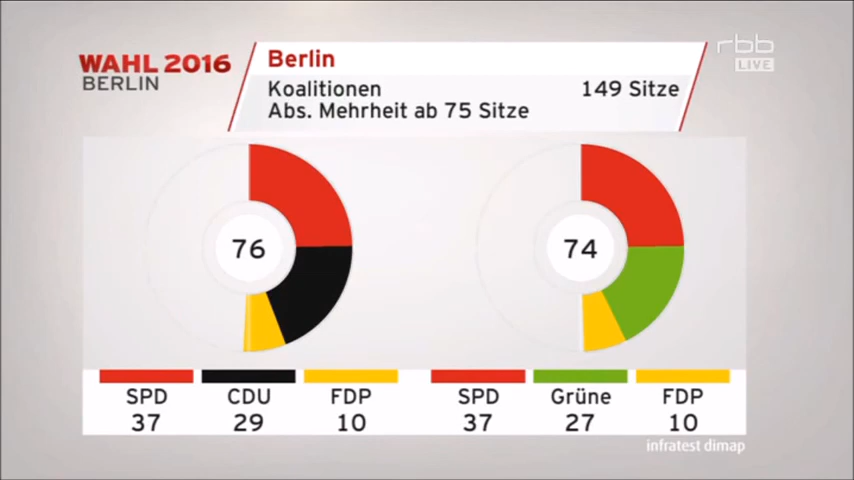 WAHL 2016
BERLIN
Berlin
Koalitionen 149 Sitze
Abs. Mehrheit ab 75 Sitze
rbb
LIVE
76
74
SPD CDU FDP SPD Grüne FDP
37 29 10 37 27 10
infratest dimap